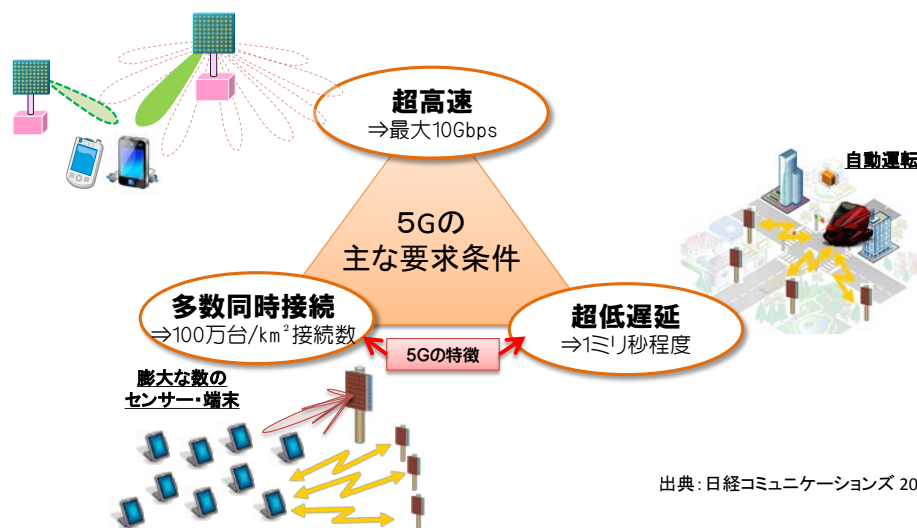 超高速
⇒最大10Gbps
自動運転
5Gの
主な要求条件
多数同時接続
⇒100万台/km²接続数
超低遅延
⇒1ミリ秒程度
5Gの特徴
膨大な数の
センサー・端末
出典：日経コミュニケーションズ 20